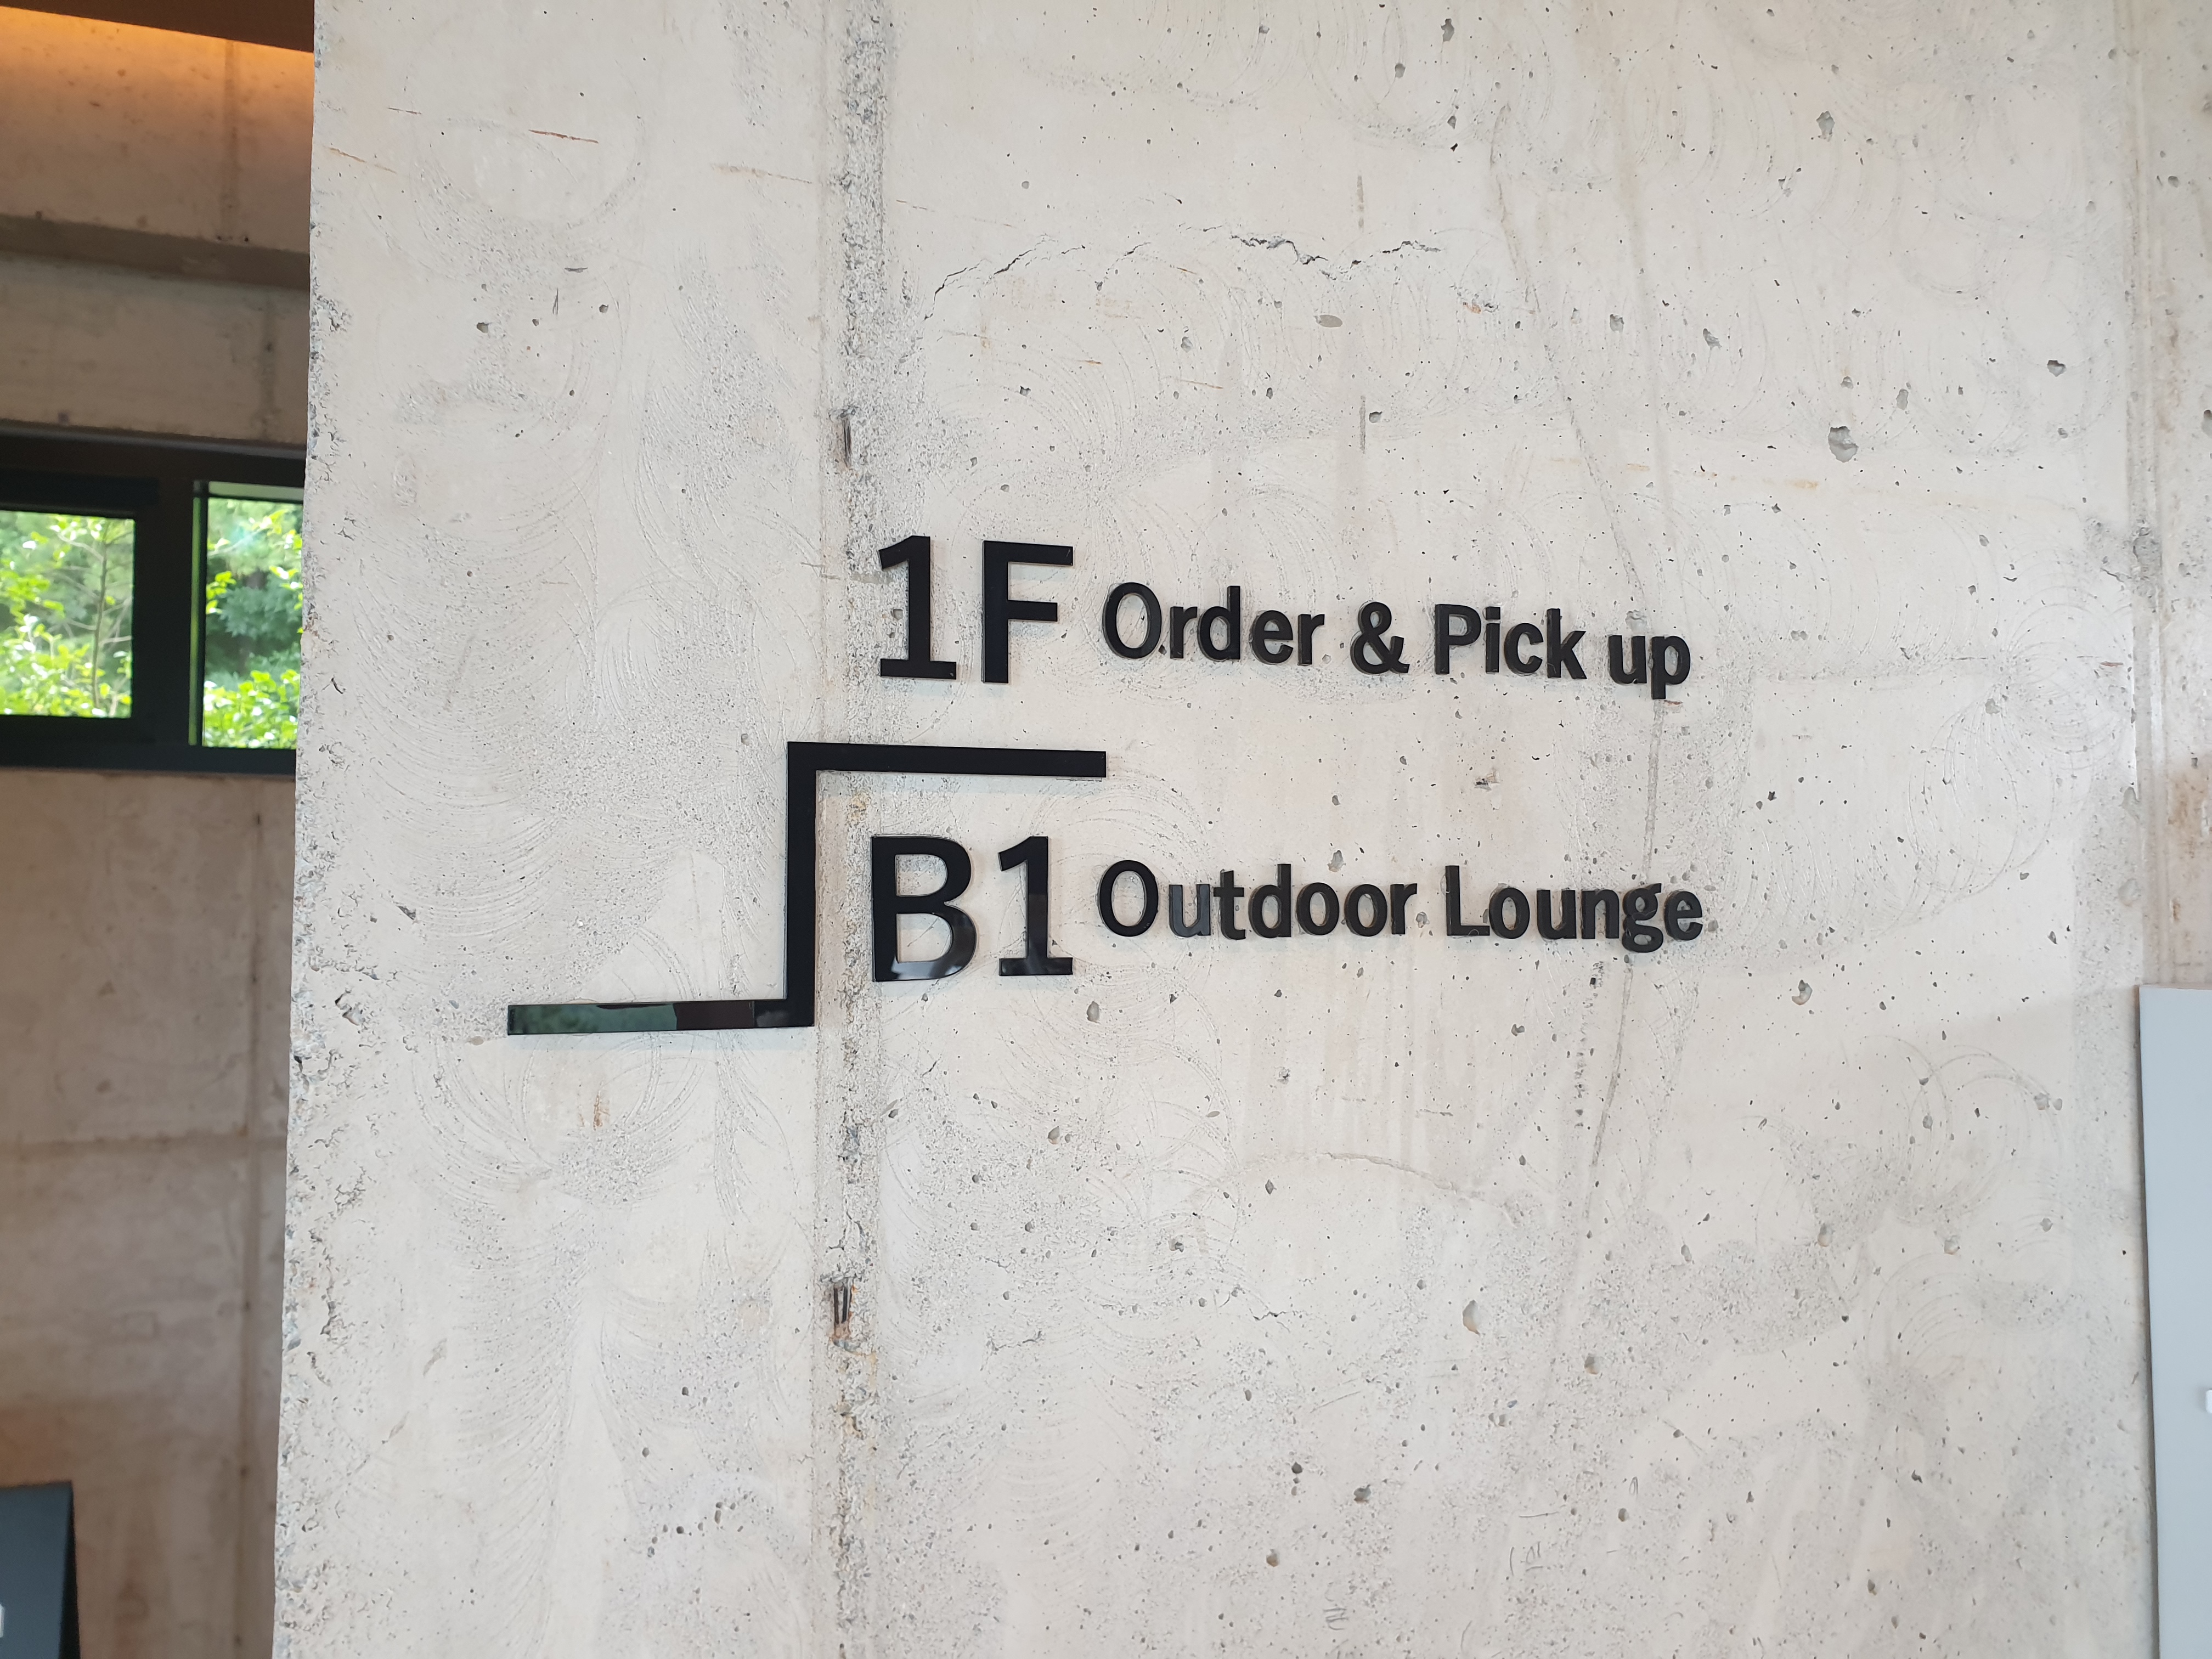 1F Order & Pick up
B1 Outdoor Lounge